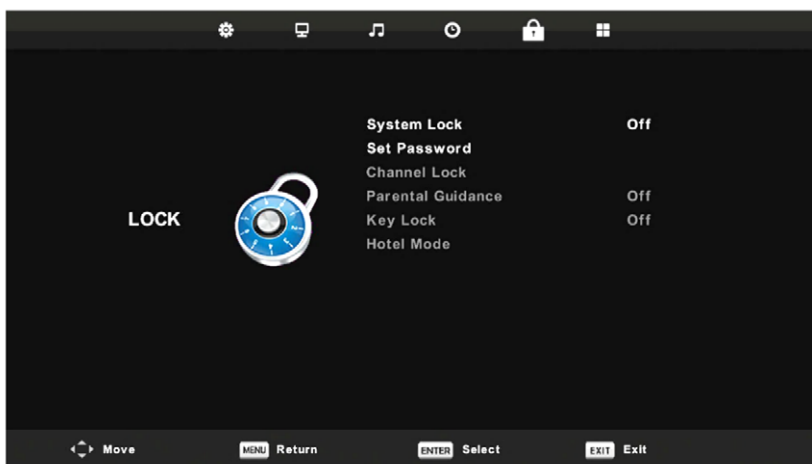 System Lock Off
Set Password
Channel Lock
Parental Guidance Off
LOCK
Key Lock Off
Hotel Mode
Move MENU Return ENTER Select EXIT Exit